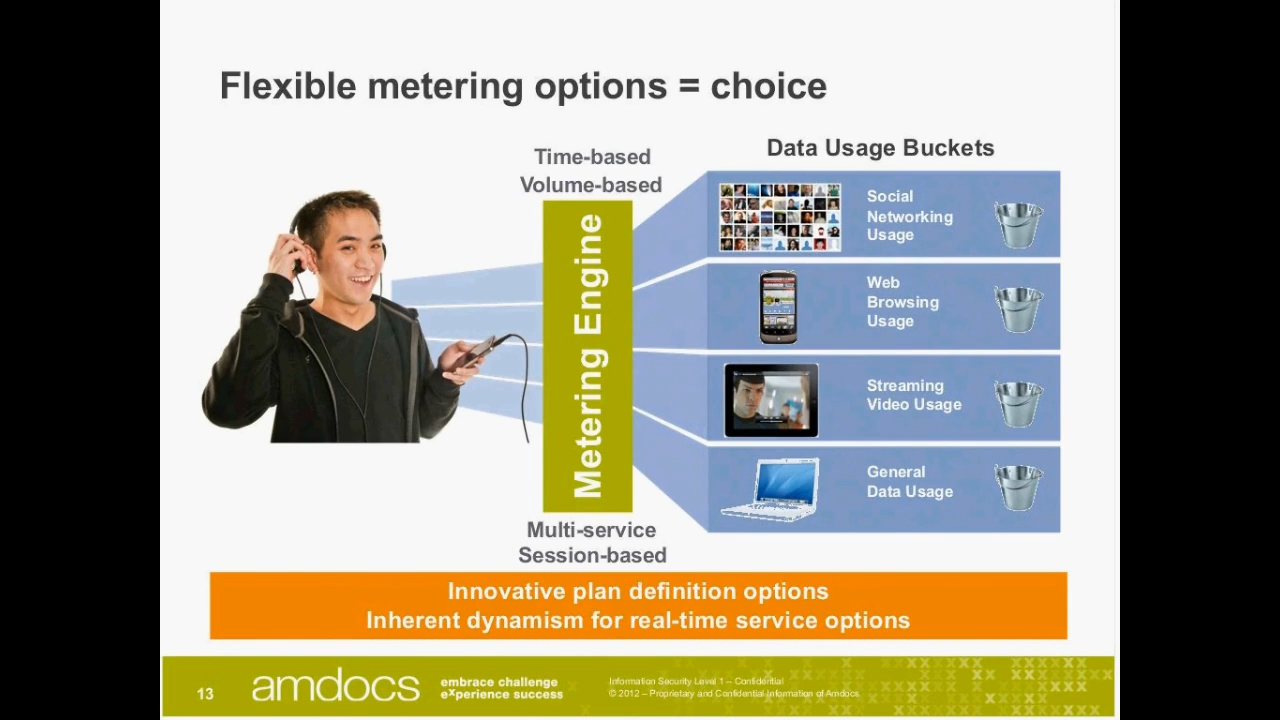 Flexible metering options = choice
Time-based
Volume-based
Metering Engine
Multi-service
Session-based
Data Usage Buckets
Social
Networking
Usage
Web
Browsing
Usage
Streaming
Video Usage
General
Data Usage
Innovative plan definition options
Inherent dynamism for real-time service options
13
amdocs
embrace challenge
experience success
Information Security Level 1 – Confidential
© 2012 – Proprietary and Confidential Information of Amdocs